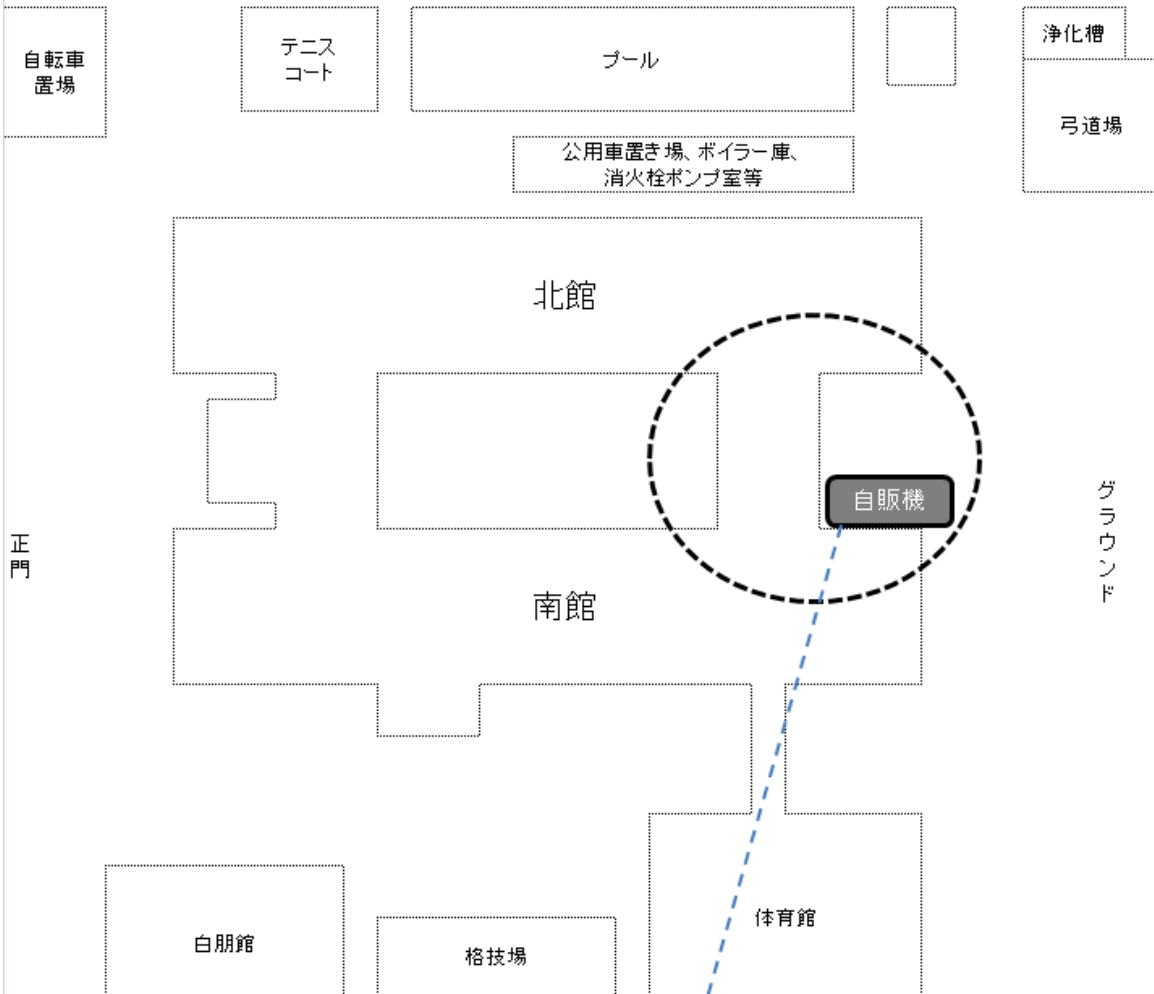 自転車
置場
テニス
コート
プール
浄化槽
弓道場
公用車置き場、ボイラー庫、
消火栓ポンプ室等
北館
自販機
グラウンド
正門
南館
白朋館
格技場
体育館